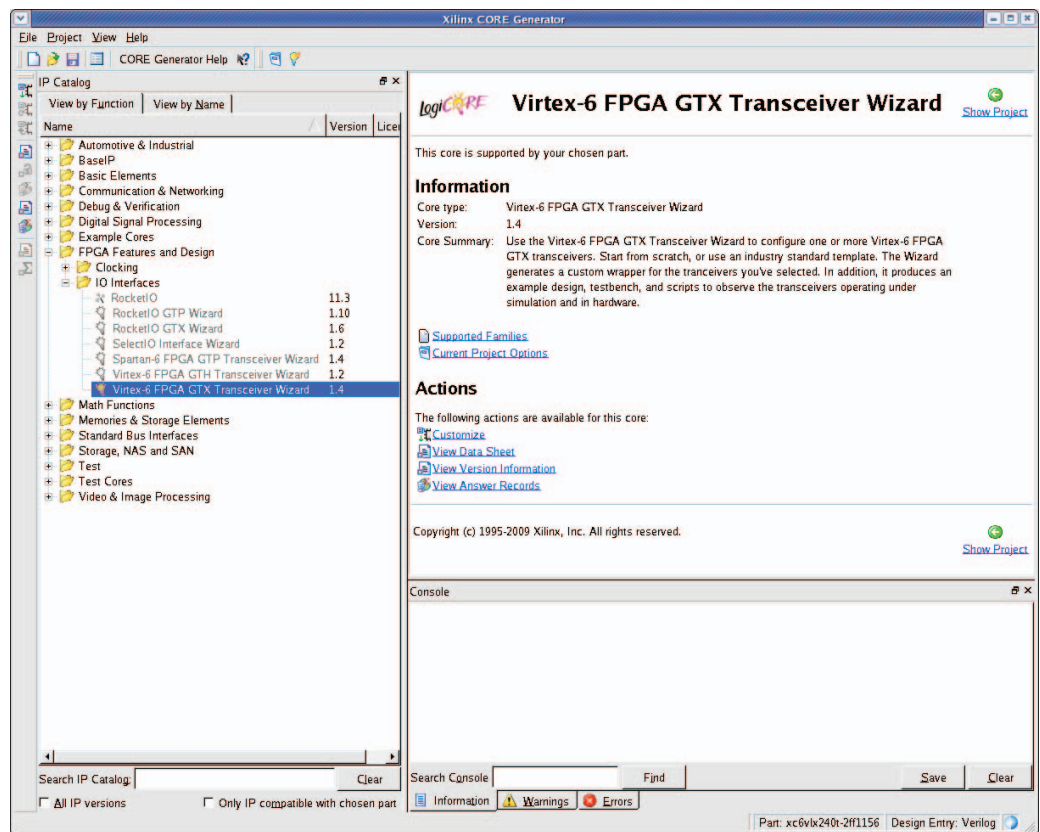 Xilinx CORE Generator
File Project View Help
CORE Generator Help
IP Catalog
View by Function View by Name
Name Version Licen
Automotive & Industrial
BaseIP
Basic Elements
Communication & Networking
Debug & Verification
Digital Signal Processing
Example Cores
FPGA Features and Design
Clocking
IO Interfaces
RocketIO 11.3
RocketIO GTP Wizard 1.10
RocketIO GTX Wizard 1.6
SelectIO Interface Wizard 1.2
Spartan-6 FPGA GTP Transceiver Wizard 1.4
Virtex-6 FPGA GTH Transceiver Wizard 1.2
Virtex-6 FPGA GTX Transceiver Wizard 1.4
Math Functions
Memories & Storage Elements
Standard Bus Interfaces
Storage, NAS and SAN
Test
Test Cores
Video & Image Processing
Search IP Catalog: Clear
All IP versions Only IP compatible with chosen part
LogiCORE Virtex-6 FPGA GTX Transceiver Wizard Show Project
This core is supported by your chosen part.
Information
Core type: Virtex-6 FPGA GTX Transceiver Wizard
Version: 1.4
Core Summary: Use the Virtex-6 FPGA GTX Transceiver Wizard to configure one or more Virtex-6 FPGA
GTX transceivers. Start from scratch, or use an industry standard template. The Wizard
generates a custom wrapper for the tranceivers you've selected. In addition, it produces an
example design, testbench, and scripts to observe the transceivers operating under
simulation and in hardware.
Supported Families
Current Project Options
Actions
The following actions are available for this core:
Customize
View Data Sheet
View Version Information
View Answer Records
Copyright (c) 1995-2009 Xilinx, Inc. All rights reserved.
Show Project
Console
Search Console Find Save Clear
Information Warnings Errors
Part: xc6vlx240t-2ff1156 Design Entry: Verilog